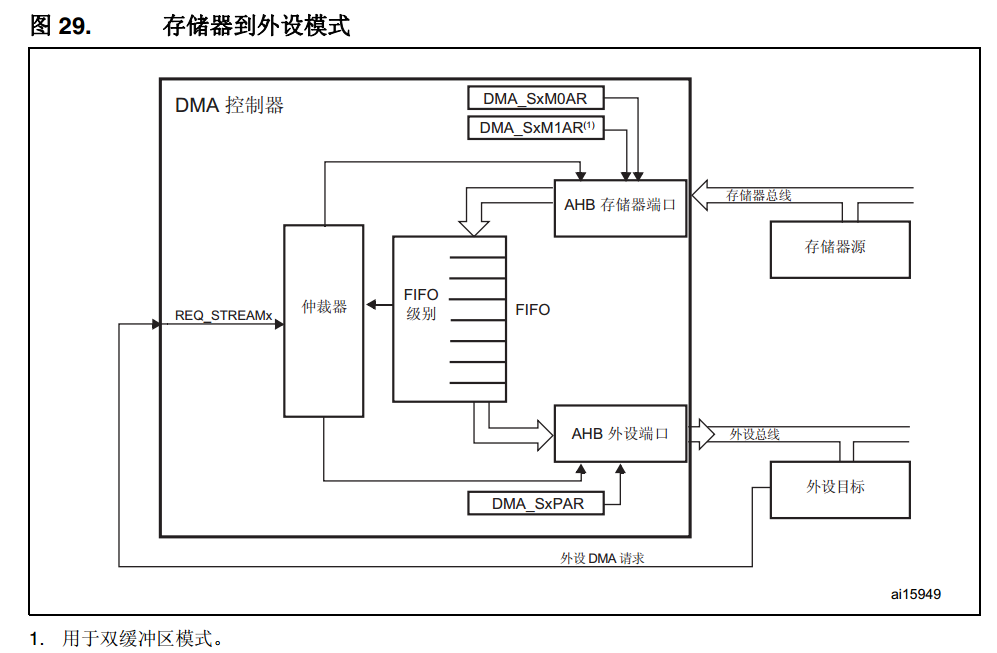 图 29. 存储器到外设模式
DMA 控制器
DMA_SxM0AR
DMA_SxM1AR(1)
AHB 存储器端口
存储器总线
存储器源
仲裁器
FIFO
级别
FIFO
REQ_STREAMx
AHB 外设端口
外设总线
外设目标
DMA_SxPAR
外设 DMA 请求
ai15949
1. 用于双缓冲区模式。